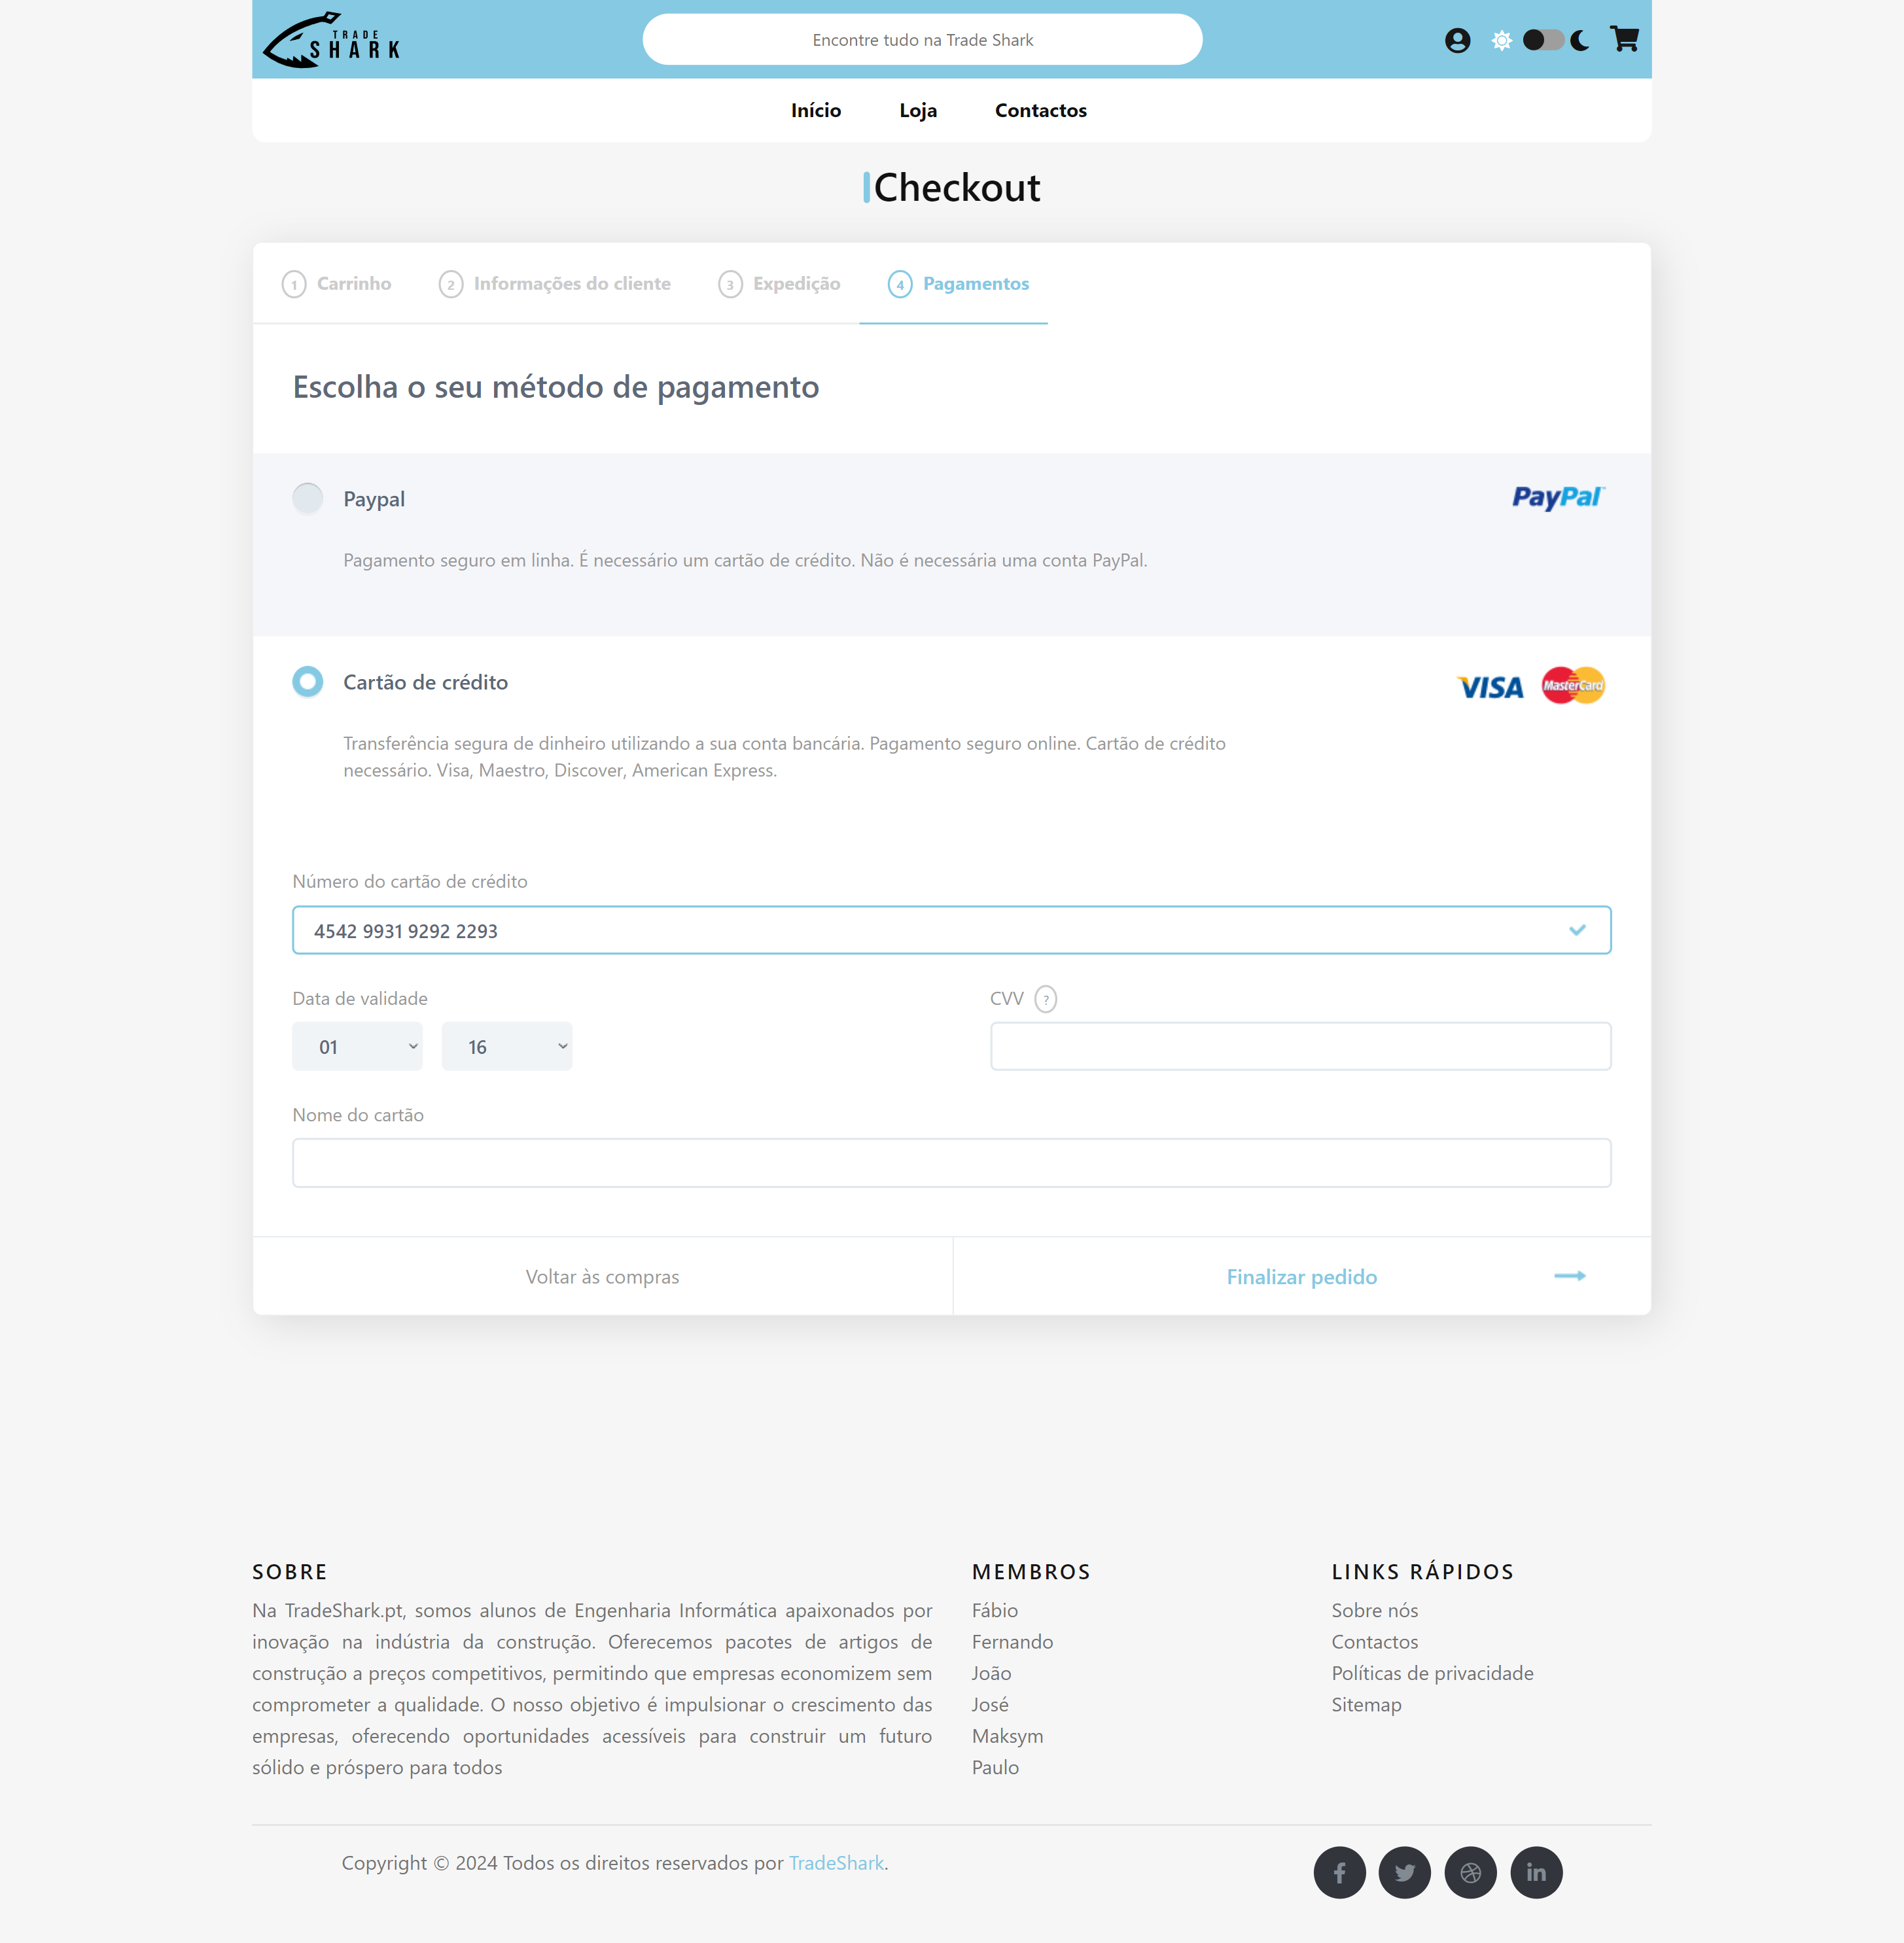 TRADE
SHARK
Encontre tudo na Trade Shark
Início Loja Contactos
Checkout
1 Carrinho 2 Informações do cliente 3 Expedição 4 Pagamentos
Escolha o seu método de pagamento
Paypal PayPal
Pagamento seguro em linha. É necessário um cartão de crédito. Não é necessária uma conta PayPal.
Cartão de crédito VISA MasterCard
Transferência segura de dinheiro utilizando a sua conta bancária. Pagamento seguro online. Cartão de crédito
necessário. Visa, Maestro, Discover, American Express.
Número do cartão de crédito
4542 9931 9292 2293
Data de validade CVV ?
01 16
Nome do cartão
Voltar às compras Finalizar pedido
SOBRE
Na TradeShark.pt, somos alunos de Engenharia Informática apaixonados por
inovação na indústria da construção. Oferecemos pacotes de artigos de
construção a preços competitivos, permitindo que empresas economizem sem
comprometer a qualidade. O nosso objetivo é impulsionar o crescimento das
empresas, oferecendo oportunidades acessíveis para construir um futuro
sólido e próspero para todos
MEMBROS
Fábio
Fernando
João
José
Maksym
Paulo
LINKS RÁPIDOS
Sobre nós
Contactos
Políticas de privacidade
Sitemap
Copyright © 2024 Todos os direitos reservados por TradeShark.